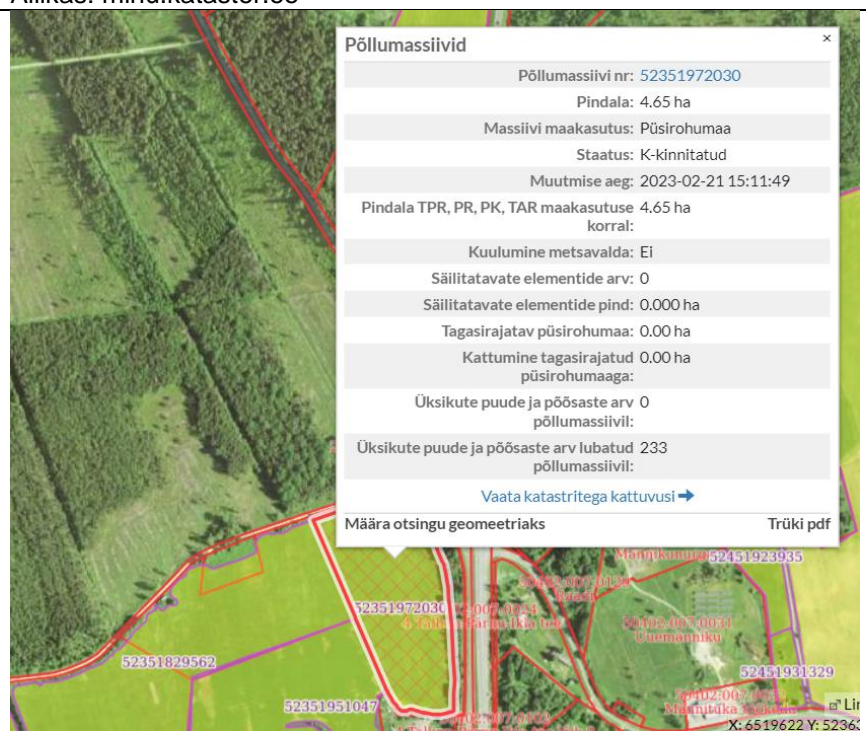 Põllumassiivid ×
Põllumassiivi nr: 52351972030
Pindala: 4.65 ha
Massiivi maakasutus: Püsirohumaa
Staatus: K-kinnitatud
Muutmise aeg: 2023-02-21 15:11:49
Pindala TPR, PR, PK, TAR maakasutuse 4.65 ha
korral:
Kuulumine metsavalda: Ei
Säilitatavate elementide arv: 0
Säilitatavate elementide pind: 0.000 ha
Tagasirajatav püsirohumaa: 0.00 ha
Kattumine tagasirajatud 0.00 ha
püsirohumaaga:
Üksikute puude ja põõsaste arv 0
põllumassiivil:
Üksikute puude ja põõsaste arv lubatud 233
põllumassiivil:
Vaata katastritega kattuvusi ➔
Määra otsingu geomeetriaks Trüki pdf
52451923935
52351972030
Uuemänniku
52351829562
52451931329
52351951047
X: 6519622 Y: 52363